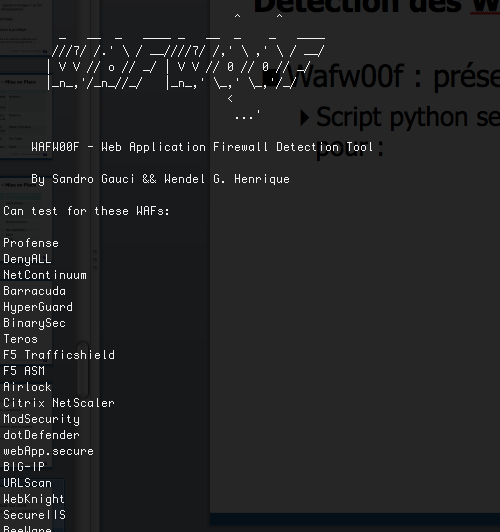 Détection des
Wafw00f : prése
Script python se
pour :
                                 ^     ^
        _   __  _   ____ _   __  _    _   ____
       ///7/ /.' \ / __////7/ /,' \ ,' \ / __/
      | V V // o // _/ | V V // 0 // 0 // _/
      |_n_,'/_n_//_/   |_n_,' \_,' \_,'/_/
                                <
                                 ...'
WAFW00F - Web Application Firewall Detection Tool
By Sandro Gauci && Wendel G. Henrique
Can test for these WAFs:
Profense
DenyALL
NetContinuum
Barracuda
HyperGuard
BinarySec
Teros
F5 Trafficshield
F5 ASM
Airlock
Citrix NetScaler
ModSecurity
dotDefender
webApp.secure
BIG-IP
URLScan
WebKnight
SecureIIS
BeeWare